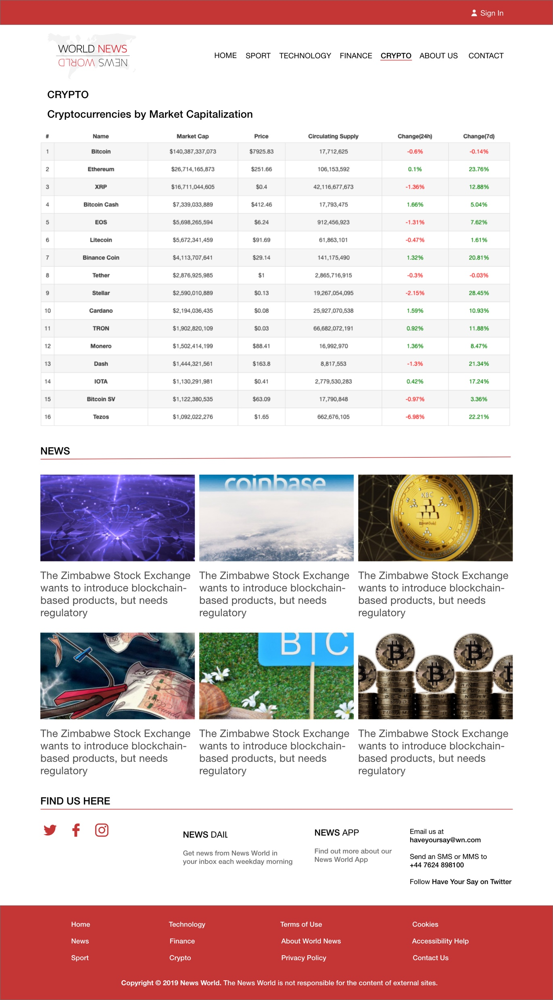 Sign In
WORLD NEWS
WORLD NEWS
HOME SPORT TECHNOLOGY FINANCE CRYPTO ABOUT US CONTACT
CRYPTO
Cryptocurrencies by Market Capitalization
# Name Market Cap Price Circulating Supply Change(24h) Change(7d)
1 Bitcoin $140,387,337,073 $7925.83 17,712,625 -0.6% -0.14%
2 Ethereum $26,714,165,873 $251.66 106,153,592 0.1% 23.76%
3 XRP $16,711,044,605 $0.4 42,116,677,673 -1.36% 12.88%
4 Bitcoin Cash $7,339,033,889 $412.46 17,793,475 1.66% 5.04%
5 EOS $5,698,265,594 $6.24 912,456,923 -1.31% 7.62%
6 Litecoin $5,672,341,459 $91.69 61,863,101 -0.47% 1.61%
7 Binance Coin $4,113,707,641 $29.14 141,175,490 1.32% 20.81%
8 Tether $2,876,925,985 $1 2,865,716,915 -0.3% -0.03%
9 Stellar $2,590,010,889 $0.13 19,267,054,095 -2.15% 28.45%
10 Cardano $2,194,036,435 $0.08 25,927,070,538 1.59% 10.93%
11 TRON $1,902,820,109 $0.03 66,682,072,191 0.92% 11.88%
12 Monero $1,502,414,199 $88.41 16,992,970 1.36% 8.47%
13 Dash $1,444,321,561 $163.8 8,817,553 -1.3% 21.34%
14 IOTA $1,130,291,981 $0.41 2,779,530,283 0.42% 17.24%
15 Bitcoin SV $1,122,380,535 $63.09 17,790,848 -0.97% 3.36%
16 Tezos $1,092,022,276 $1.65 662,676,105 -6.98% 22.21%
NEWS
coinbase
KBC
KaratGold
The Zimbabwe Stock Exchange
wants to introduce blockchain-
based products, but needs
regulatory
The Zimbabwe Stock Exchange
wants to introduce blockchain-
based products, but needs
regulatory
The Zimbabwe Stock Exchange
wants to introduce blockchain-
based products, but needs
regulatory
£50
£50
Fifty
Pounds
BTC
The Zimbabwe Stock Exchange
wants to introduce blockchain-
based products, but needs
regulatory
The Zimbabwe Stock Exchange
wants to introduce blockchain-
based products, but needs
regulatory
The Zimbabwe Stock Exchange
wants to introduce blockchain-
based products, but needs
regulatory
FIND US HERE
NEWS DAIL
Get news from News World in
your inbox each weekday morning
NEWS APP
Find out more about our
News World App
Email us at
haveyoursay@wn.com
Send an SMS or MMS to
+44 7624 898100
Follow Have Your Say on Twitter
Home Technology Terms of Use Cookies
News Finance About World News Accessibility Help
Sport Crypto Privacy Policy Contact Us
Copyright © 2019 News World. The News World is not responsible for the content of external sites.